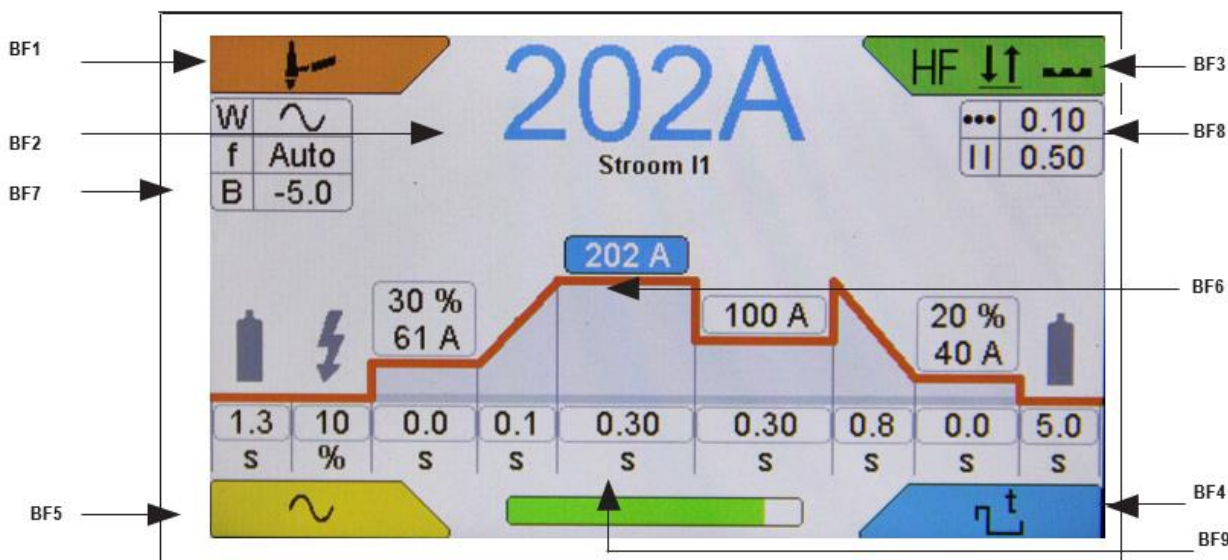 BF1
BF2
BF7
BF5
202A
Stroom I1
HF
W
f Auto
B -5.0
••• 0.10
II 0.50
BF3
BF8
BF6
BF4
BF9
202 A
30 %
61 A
100 A
20 %
40 A
1.3 10 0.0 0.1 0.30 0.30 0.8 0.0 5.0
s % s s s s s s s
t